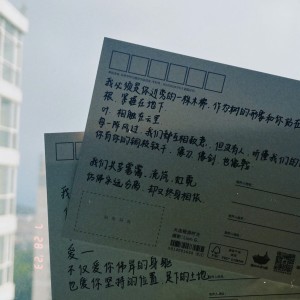 我必须是你近旁的一株木棉，作为树的形象和你站在
根，紧握在地下
叶，相触在云里
每一阵风过，我们都互相致意，但没有人，听懂我们的
你有你的铜枝铁干，像刀 像剑 也像戟
我们共享雾霭、流岚、虹霓
仿佛永远分离，却又终身相依
爱—
不仅爱你伟岸的身躯
也爱你坚持的位置，足下的土地